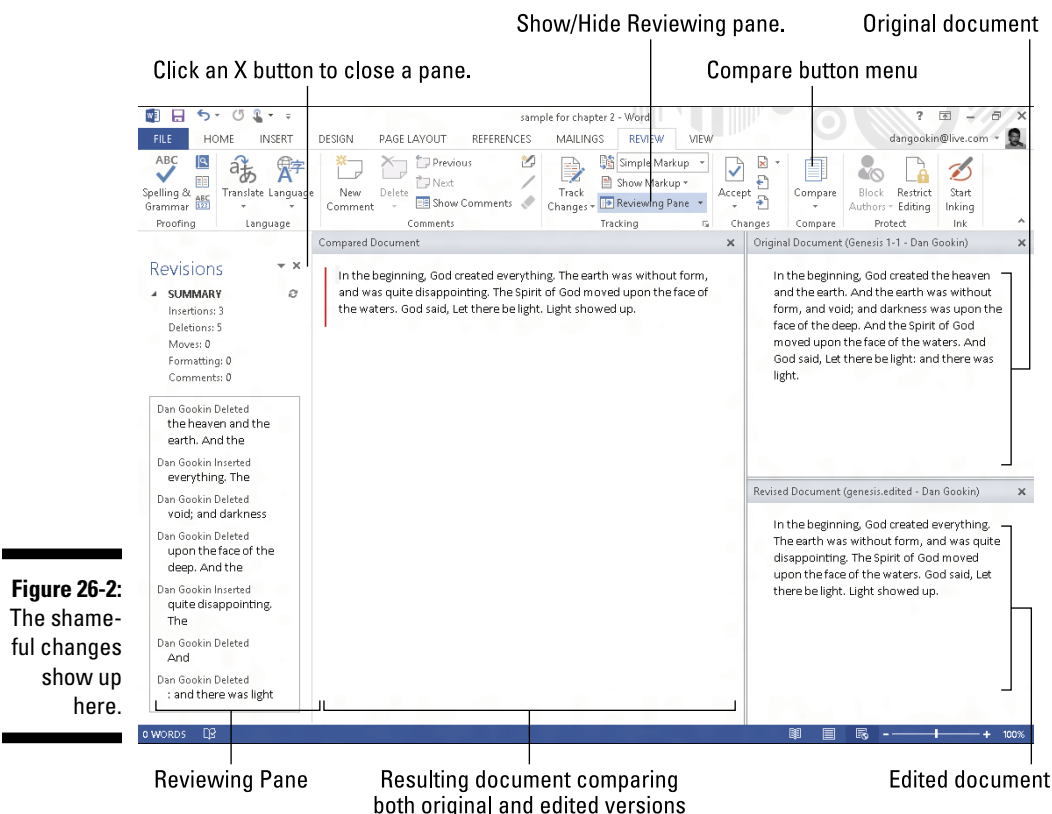 Show/Hide Reviewing pane.
Original document
Click an X button to close a pane.
Compare button menu
sample for chapter 2 - Word
FILE HOME INSERT DESIGN PAGE LAYOUT REFERENCES MAILINGS REVIEW VIEW
dangookin@live.com
ABC
Spelling &
Grammar
ABC
123
Proofing
Translate Language
Language
New
Comment
Delete
Previous
Next
Show Comments
Comments
Track
Changes
Simple Markup
Show Markup
Reviewing Pane
Tracking
Accept
Changes
Compare
Compare
Block
Authors
Restrict
Editing
Protect
Start
Inking
Ink
Revisions
SUMMARY
Insertions: 3
Deletions: 5
Moves: 0
Formatting: 0
Comments: 0
Dan Gookin Deleted
the heaven and the
earth. And the
Dan Gookin Inserted
everything. The
Dan Gookin Deleted
void; and darkness
Dan Gookin Deleted
upon the face of the
deep. And the
Dan Gookin Inserted
quite disappointing.
The
Dan Gookin Deleted
And
Dan Gookin Deleted
: and there was light
Compared Document
In the beginning, God created everything. The earth was without form,
and was quite disappointing. The Spirit of God moved upon the face of
the waters. God said, Let there be light. Light showed up.
Original Document (Genesis 1-1 - Dan Gookin)
In the beginning, God created the heaven
and the earth. And the earth was without
form, and void; and darkness was upon the
face of the deep. And the Spirit of God
moved upon the face of the waters. And
God said, Let there be light: and there was
light.
Revised Document (genesis.edited - Dan Gookin)
In the beginning, God created everything.
The earth was without form, and was quite
disappointing. The Spirit of God moved
upon the face of the waters. God said, Let
there be light. Light showed up.
0 WORDS
100%
Figure 26-2:
The shame-
ful changes
show up
here.
Reviewing Pane
Resulting document comparing
both original and edited versions
Edited document